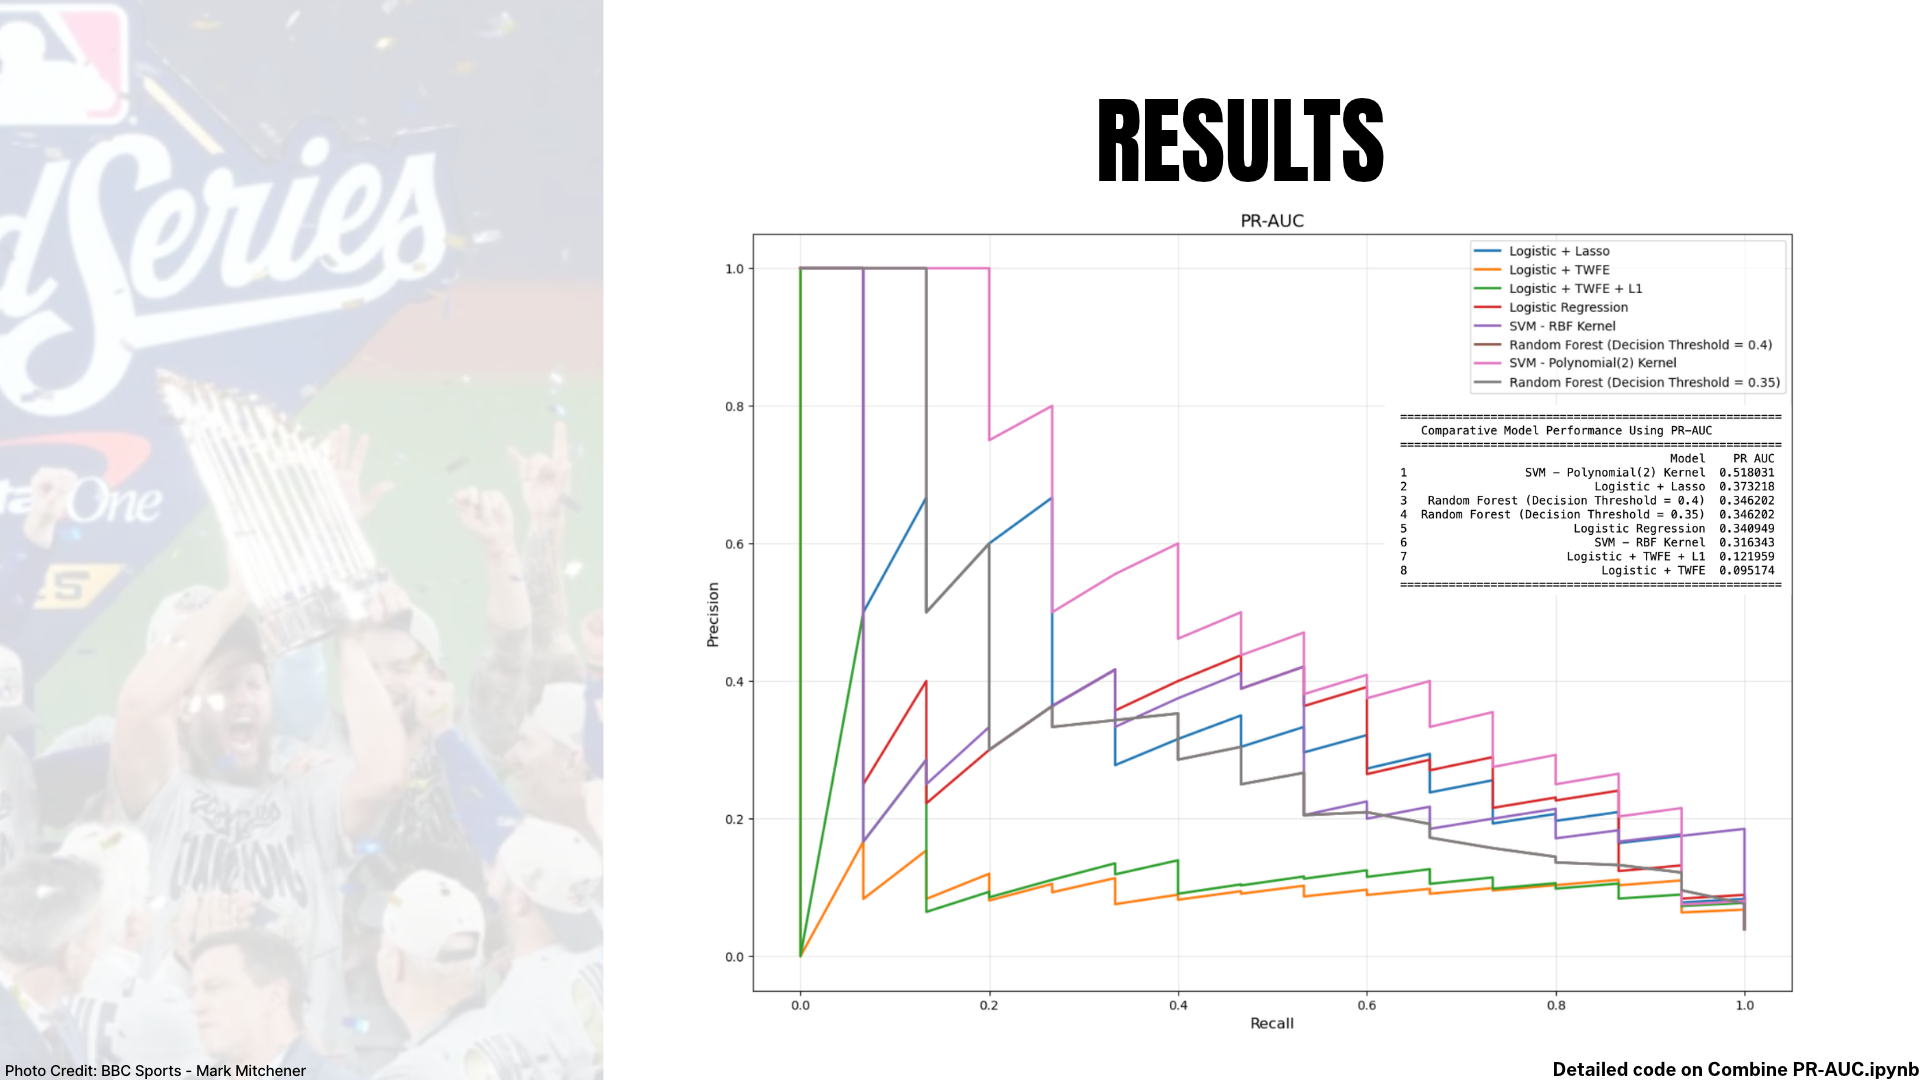 d Series
One
5
CHAMPIONS
RESULTS
PR-AUC
Logistic + Lasso
Logistic + TWFE
Logistic + TWFE + L1
Logistic Regression
SVM - RBF Kernel
Random Forest (Decision Threshold = 0.4)
SVM - Polynomial(2) Kernel
Random Forest (Decision Threshold = 0.35)
=======================================================
Comparative Model Performance Using PR-AUC
=======================================================
Model PR AUC
1 SVM - Polynomial(2) Kernel 0.518031
2 Logistic + Lasso 0.373218
3 Random Forest (Decision Threshold = 0.4) 0.346202
4 Random Forest (Decision Threshold = 0.35) 0.346202
5 Logistic Regression 0.340949
6 SVM - RBF Kernel 0.316343
7 Logistic + TWFE + L1 0.121959
8 Logistic + TWFE 0.095174
=======================================================
Precision
1.0
0.8
0.6
0.4
0.2
0.0
0.0 0.2 0.4 0.6 0.8 1.0
Recall
Photo Credit: BBC Sports - Mark Mitchener
Detailed code on Combine PR-AUC.ipynb